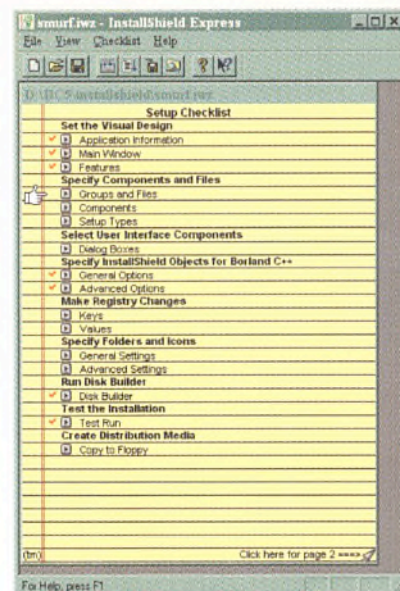 smurf.iwz - InstallShield Express
File View Checklist Help
Setup Checklist
Set the Visual Design
Application Information
Main Window
Features
Specify Components and Files
Groups and Files
Components
Setup Types
Select User Interface Components
Dialog Boxes
Specify InstallShield Objects for Borland C++
General Options
Advanced Options
Make Registry Changes
Keys
Values
Specify Folders and Icons
General Settings
Advanced Settings
Run Disk Builder
Disk Builder
Test the Installation
Test Run
Create Distribution Media
Copy to Floppy
(tm) Click here for page 2 ====>
For Help, press F1